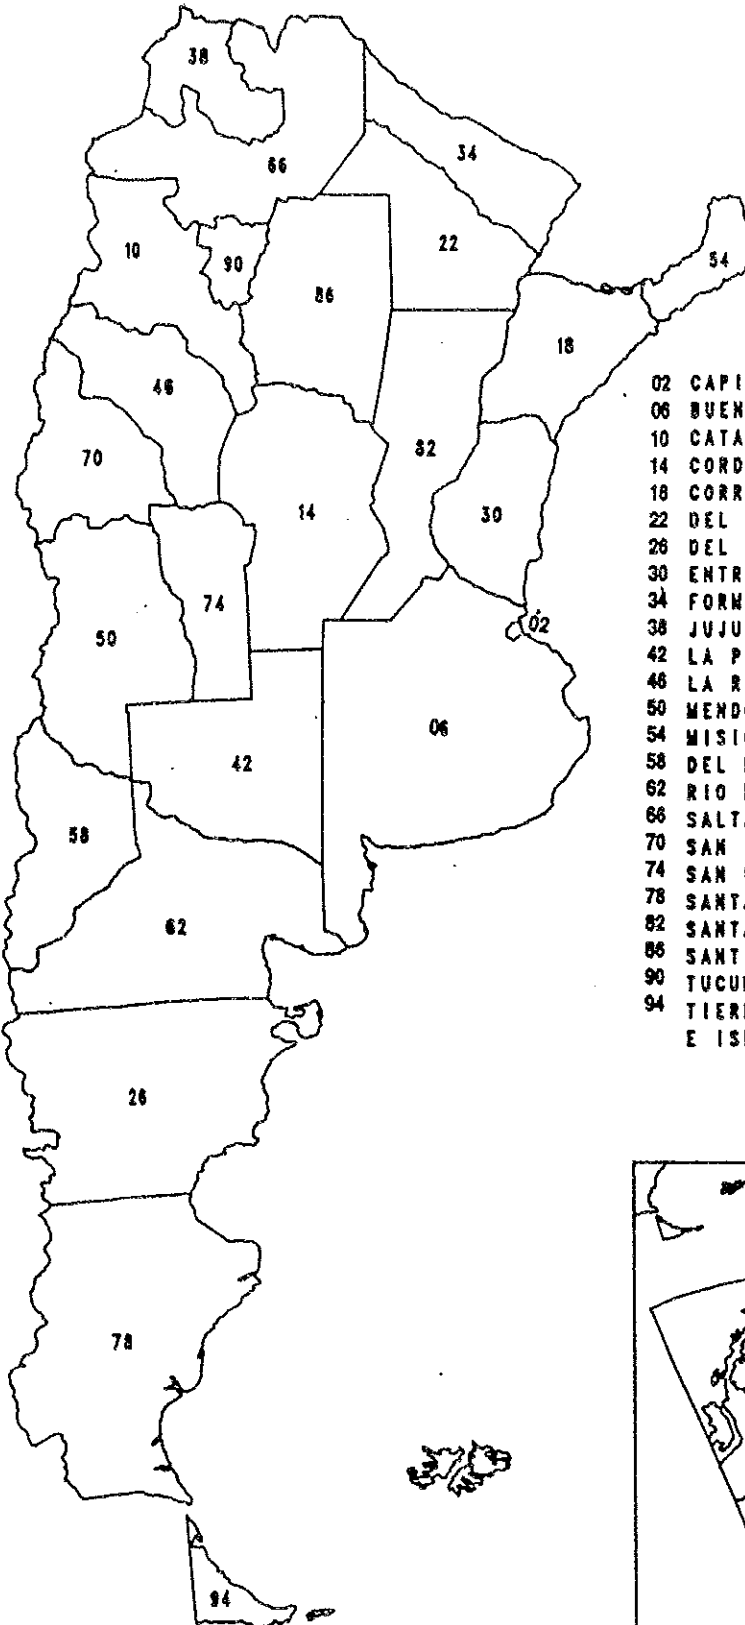 38
34
66
54
22
10
90
86
18
46
82
70
14
30
74
02
50
06
42
58
62
26
78
94
02 CAPI
06 BUEN
10 CATA
14 CORD
18 CORR
22 DEL
26 DEL
30 ENTR
34 FORM
38 JUJU
42 LA P
46 LA R
50 MEND
54 MISI
58 DEL
62 RIO
66 SALT
70 SAN
74 SAN
78 SANT
82 SANT
86 SANT
90 TUCU
94 TIER
E IS